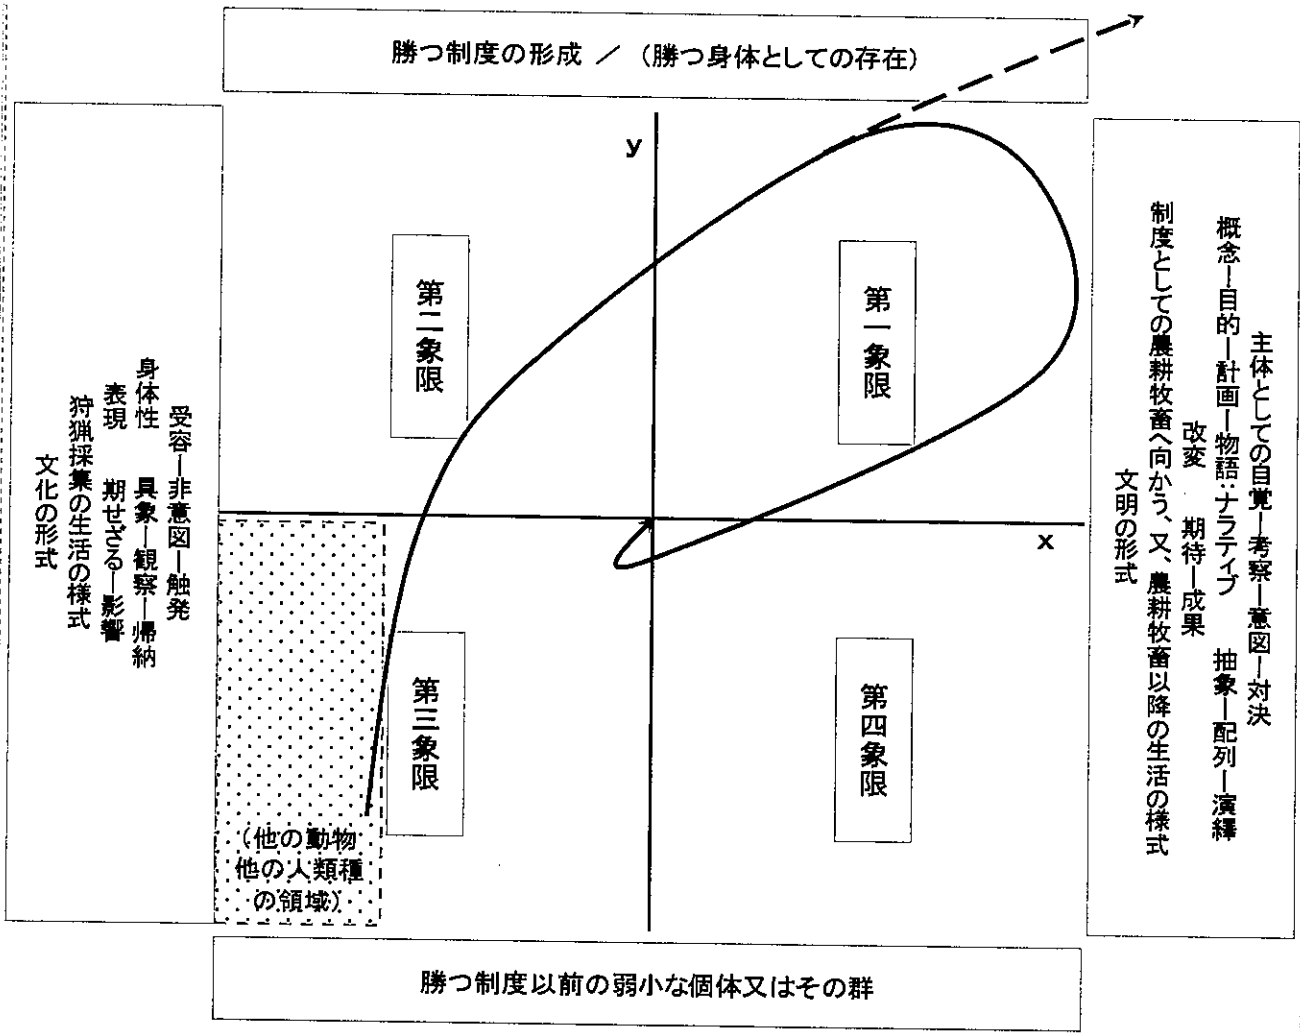 勝つ制度の形成 ／ （勝つ身体としての存在）
y
第二象限
第一象限
受容―非意図―触発
身体性 具象―観察―帰納
表現 期せざる―影響
狩猟採集の生活の様式
文化の形式
主体としての自覚―考察―意図―対決
概念―目的―計画―物語：ナラティブ 抽象―配列―演繹
改変 期待―成果
制度としての農耕牧畜へ向かう、又、農耕牧畜以降の生活の様式
文明の形式
x
第三象限
第四象限
（他の動物
他の人類種
の領域）
勝つ制度以前の弱小な個体又はその群